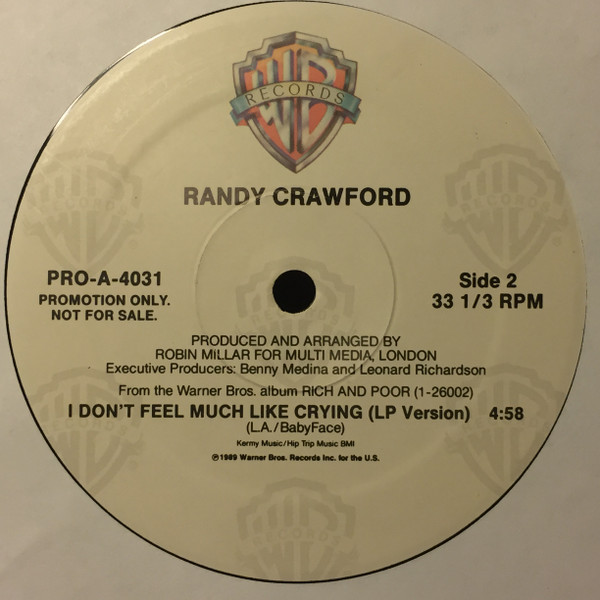 WB
RECORDS
RANDY CRAWFORD
PRO-A-4031
PROMOTION ONLY.
NOT FOR SALE.
Side 2
33 1/3 RPM
PRODUCED AND ARRANGED BY
ROBIN MILLAR FOR MULTI MEDIA, LONDON
Executive Producers: Benny Medina and Leonard Richardson
From the Warner Bros. album RICH AND POOR (1-26002)
I DON'T FEEL MUCH LIKE CRYING (LP Version) 4:58
(L.A./BabyFace)
Kermy Music/Hip Trip Music BMI
℗1989 Warner Bros. Records Inc. for the U.S.